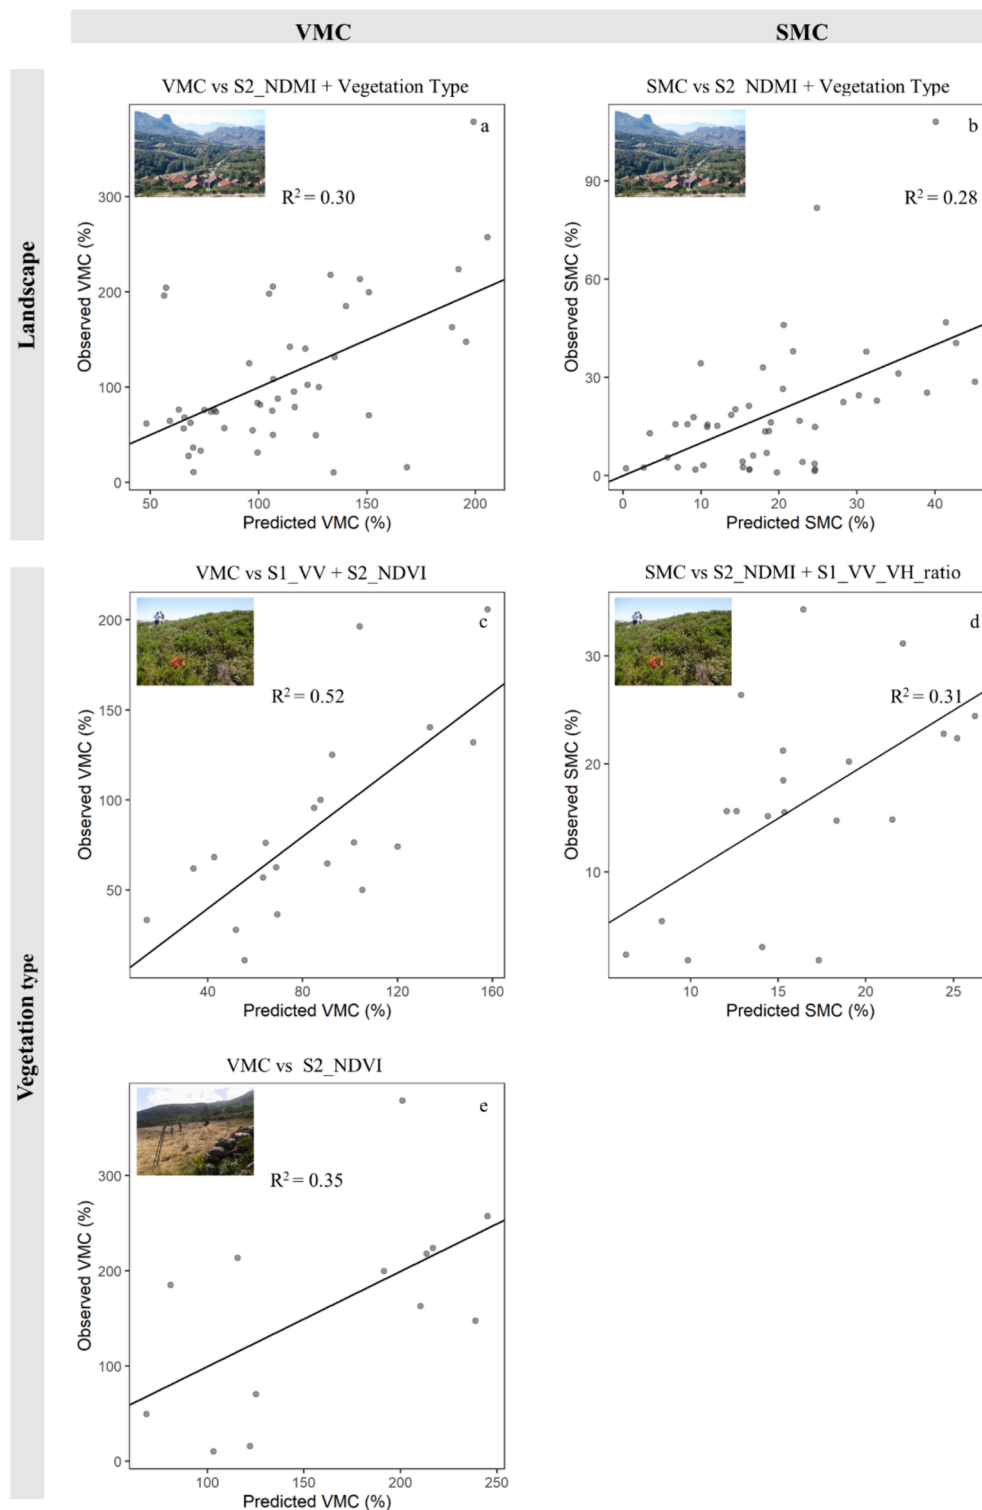 VMC
SMC
Landscape
VMC vs S2_NDMI + Vegetation Type
a
R² = 0.30
300
200
100
0
Observed VMC (%)
50
100
150
200
Predicted VMC (%)
SMC vs S2_NDMI + Vegetation Type
b
R² = 0.28
90
60
30
0
Observed SMC (%)
0
10
20
30
40
Predicted SMC (%)
Vegetation type
VMC vs S1_VV + S2_NDVI
c
R² = 0.52
200
150
100
50
Observed VMC (%)
40
80
120
160
Predicted VMC (%)
SMC vs S2_NDMI + S1_VV_VH_ratio
d
R² = 0.31
30
20
10
Observed SMC (%)
10
15
20
25
Predicted SMC (%)
VMC vs S2_NDVI
e
R² = 0.35
300
200
100
0
Observed VMC (%)
100
150
200
250
Predicted VMC (%)